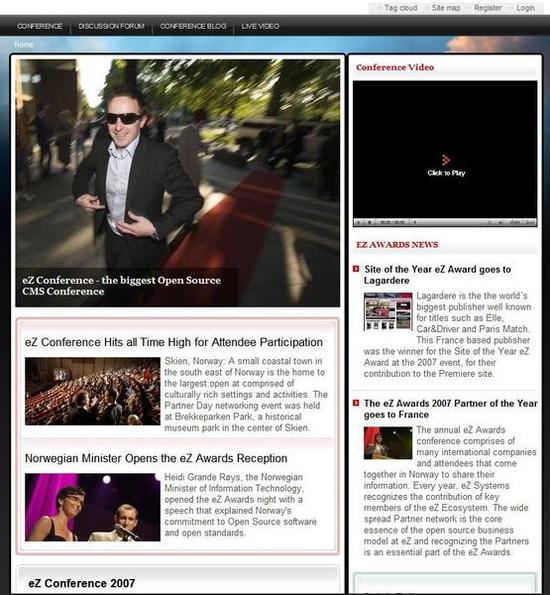 Tag cloud Site map Register Login
CONFERENCE DISCUSSION FORUM CONFERENCE BLOG LIVE VIDEO
Home
eZ Conference - the biggest Open Source
CMS Conference
eZ Conference Hits all Time High for Attendee Participation
Skien, Norway: A small coastal town in
the south east of Norway is the home to
the largest open at comprised of
culturally rich settings and activities. The
Partner Day networking event was held
at Brekkeparken Park, a historical
museum park in the center of Skien.
Norwegian Minister Opens the eZ Awards Reception
Heidi Grande Røys, the Norwegian
Minister of Information Technology,
opened the eZ Awards night with a
speech that explained Norway's
commitment to Open Source software
and open standards.
eZ Conference 2007
Conference Video
Click to Play
EZ AWARDS NEWS
Site of the Year eZ Award goes to
Lagardere
Lagardere is the the world´s
biggest publisher well known
for titles such as Elle,
Car&Driver and Paris Match.
This France based publisher
was the winner for the Site of the Year eZ
Award at the 2007 event, for their
contribution to the Premiere site.
The eZ Awards 2007 Partner of the Year
goes to France
The annual eZ Awards
conference comprises of
many international companies
and attendees that come
together in Norway to share their
information. Every year, eZ Systems
recognizes the contribution of key
members of the eZ Ecosystem. The wide
spread Partner network is the core
essence of the open source business
model at eZ and recognizing the Partners
is an essential part of the eZ Awards.